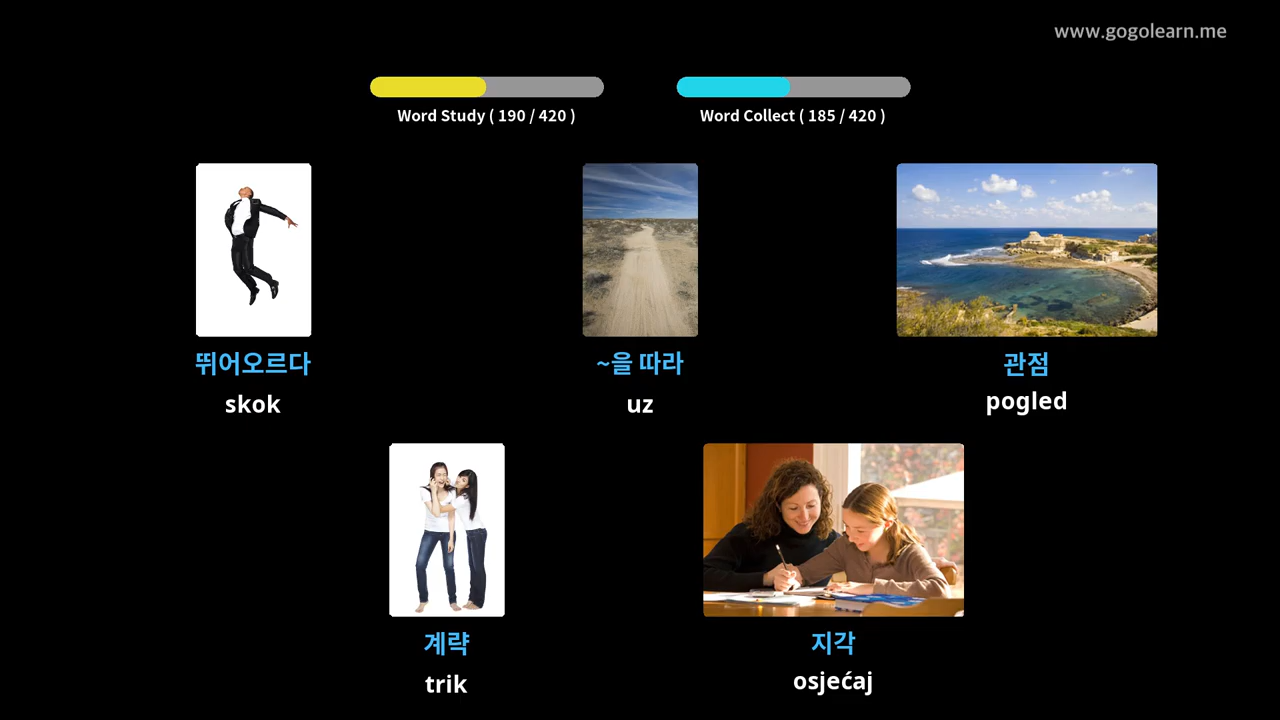 www.gogolearn.me
Word Study ( 190 / 420 )
Word Collect ( 185 / 420 )
뛰어오르다
~을 따라
관점
skok
uz
pogled
계략
지각
trik
osjećaj